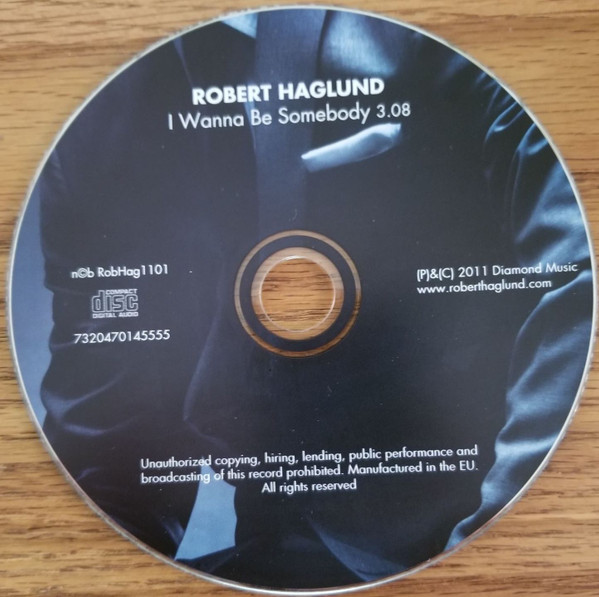 ROBERT HAGLUND
I Wanna Be Somebody 3.08
n©b RobHag1101
COMPACT
disc
DIGITAL AUDIO
7320470145555
(P)&(C) 2011 Diamond Music
www.roberthaglund.com
Unauthorized copying, hiring, lending, public performance and
broadcasting of this record prohibited. Manufactured in the EU.
All rights reserved